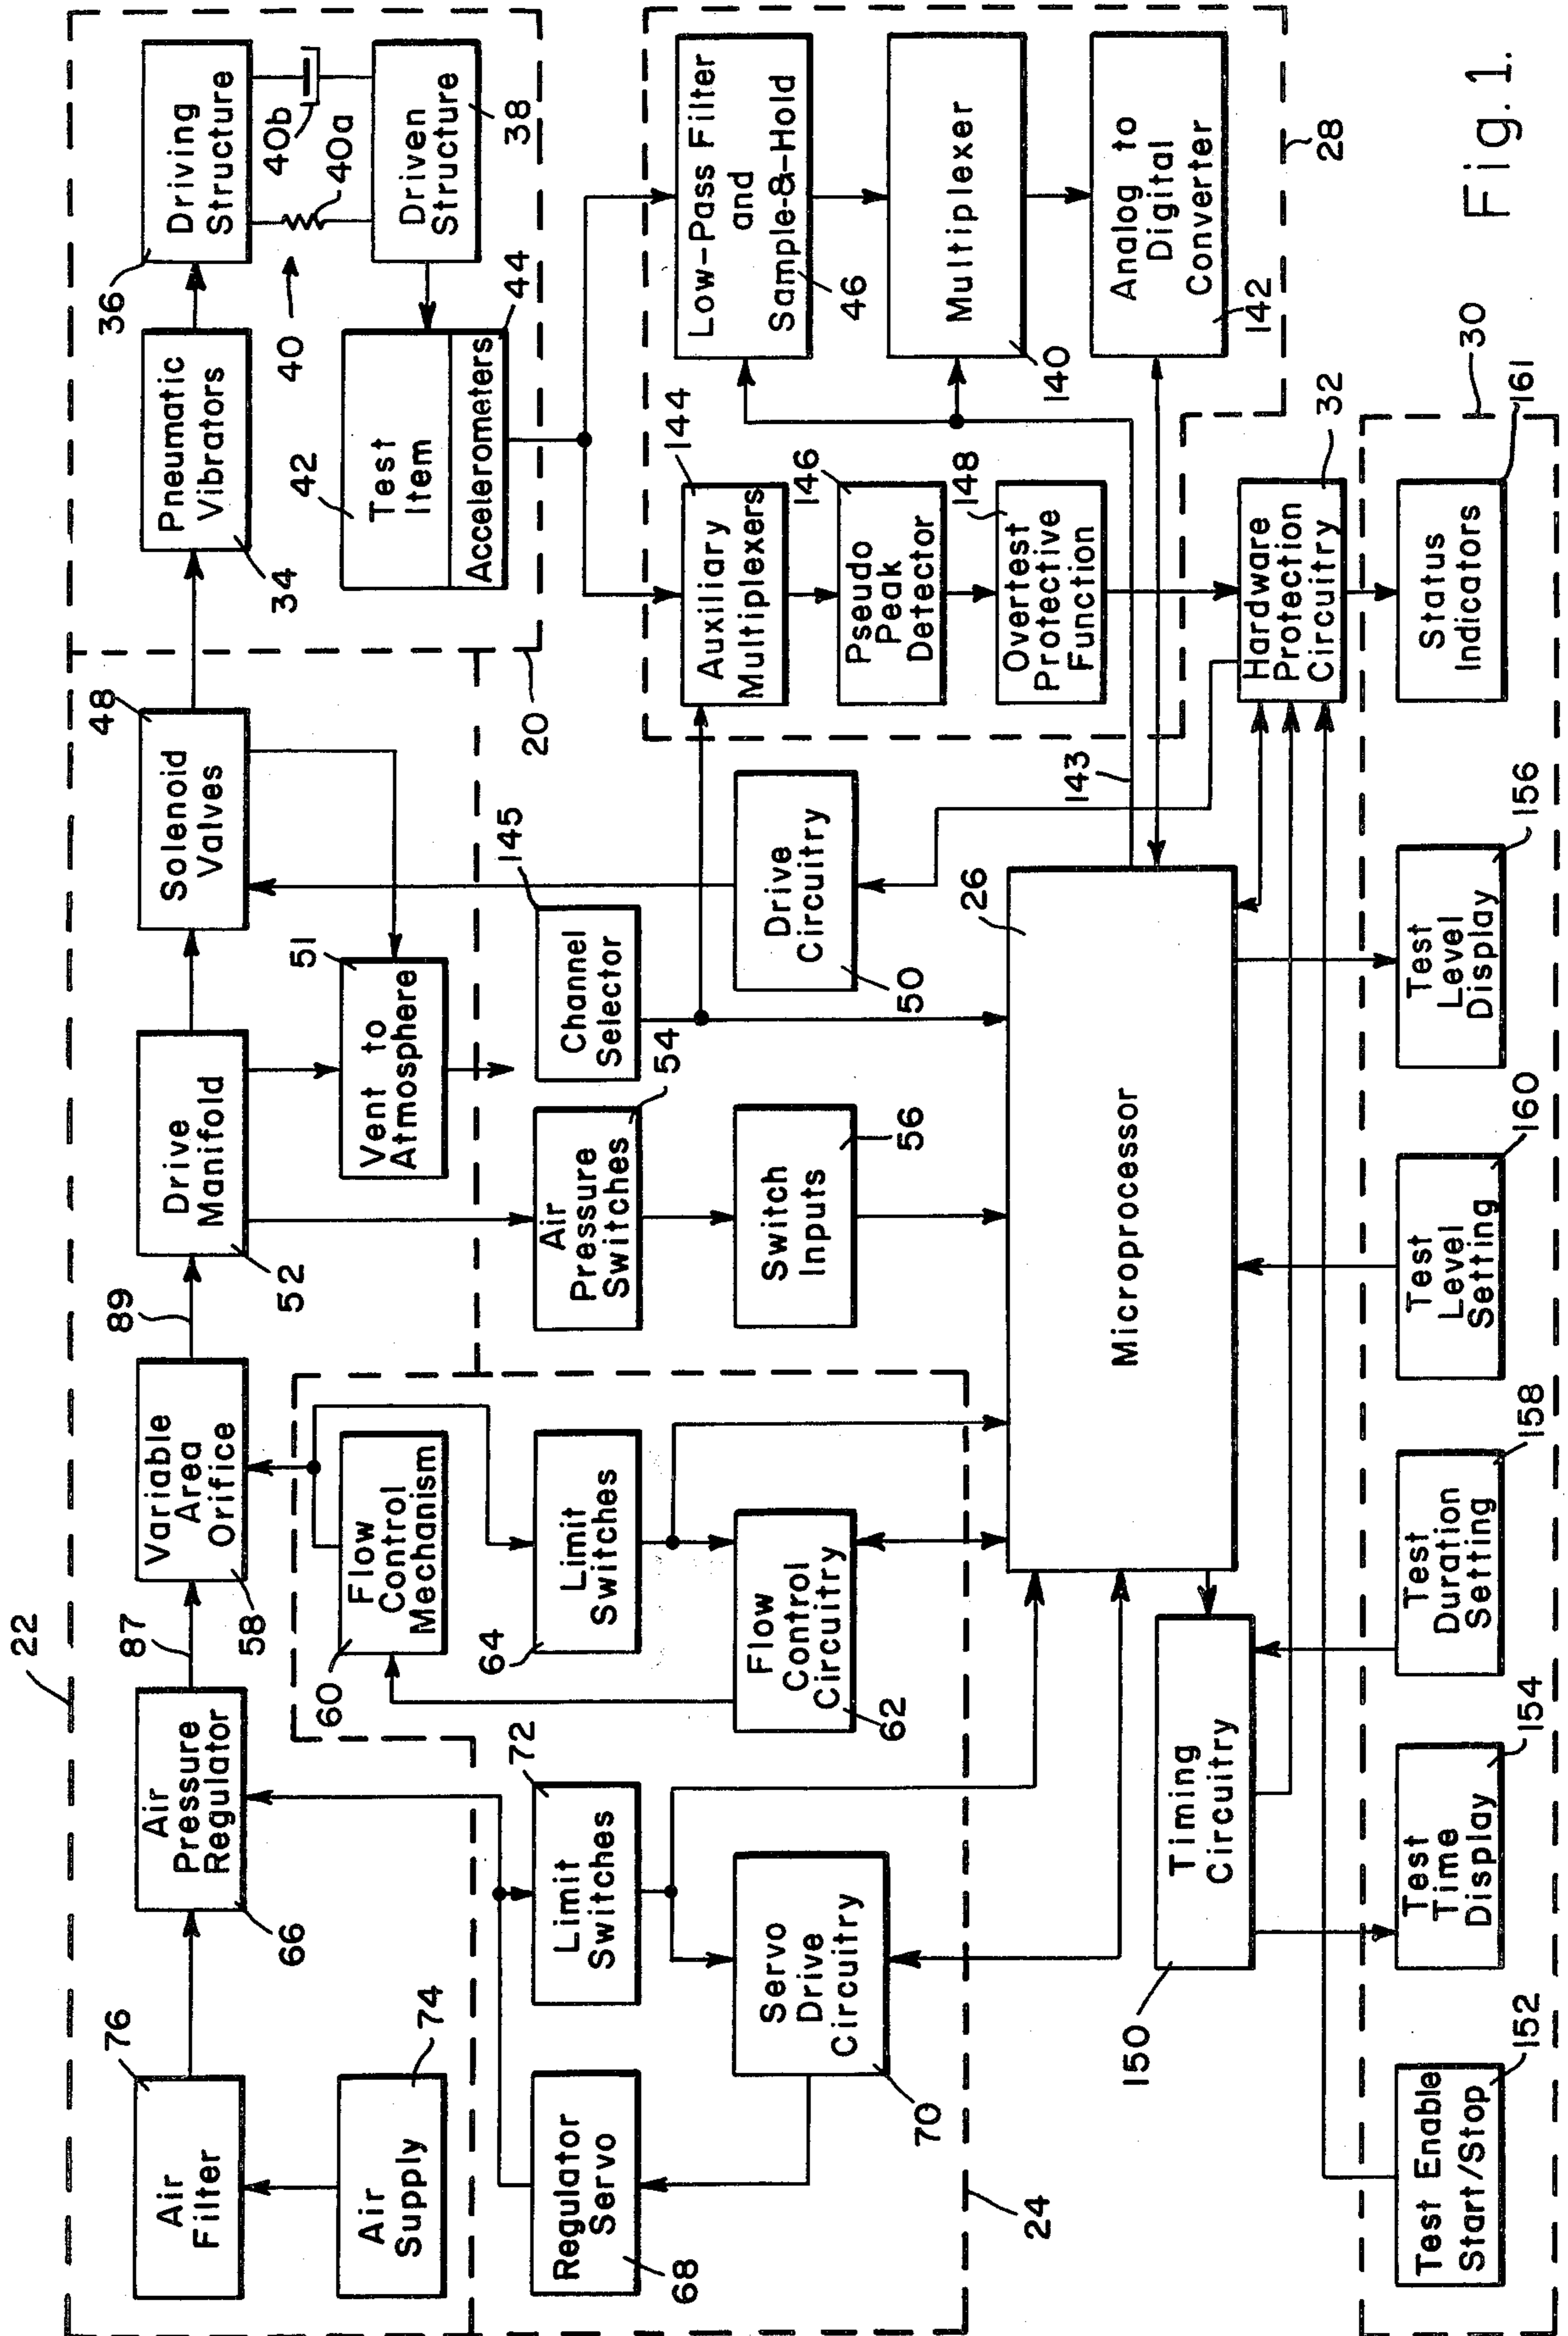 22
76
Air
Filter
74
Air
Supply
66
Air
Pressure
Regulator
87
58
Variable
Area
Orifice
89
52
Drive
Manifold
51
Vent to
Atmosphere
48
Solenoid
Valves
34
Pneumatic
Vibrators
36
Driving
Structure
40
40a
40b
Driven
Structure
38
42
Test
Item
Accelerometers
44
20
68
Regulator
Servo
72
Limit
Switches
Servo
Drive
Circuitry
70
24
60
Flow
Control
Mechanism
64
Limit
Switches
Flow
Control
Circuitry
62
54
Air
Pressure
Switches
Switch
Inputs
56
145
Channel
Selector
Drive
Circuitry
50
26
Microprocessor
143
144
Auxiliary
Multiplexers
146
Pseudo
Peak
Detector
148
Overtest
Protective
Function
Low-Pass Filter
and
Sample-&-Hold
46
Multiplexer
140
Analog to
Digital
Converter
142
28
Hardware
Protection
Circuitry
32
150
Timing
Circuitry
30
Test Enable
Start/Stop
152
Test
Time
Display
154
Test
Duration
Setting
158
Test
Level
Setting
160
Test
Level
Display
156
Status
Indicators
161
Fig. 1.